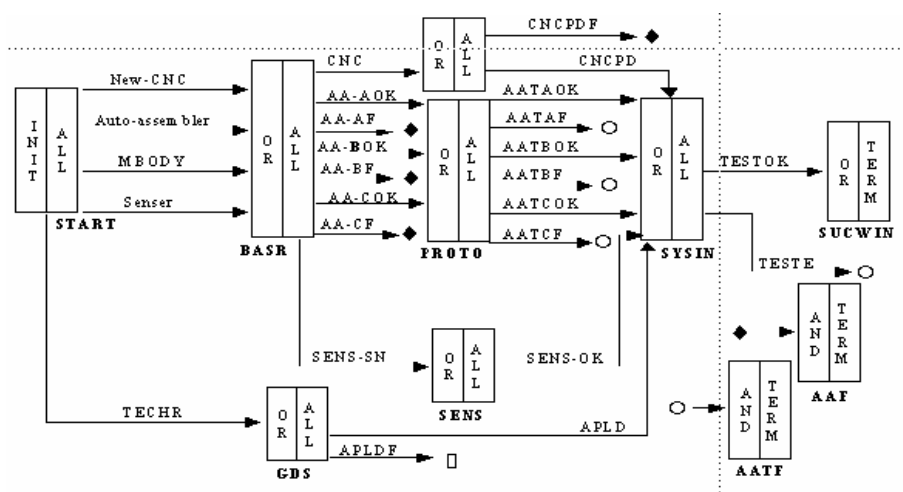 CNCPDF
OR ALL
CNC
CNCPD
New-CNC
INIT ALL
START
Auto-assembler
MBODY
Senser
OR ALL
BASR
AA-AOK
AA-AF
AA-BOK
AA-BF
AA-COK
AA-CF
OR ALL
PROTO
AATAOK
AATAF
AATBOK
AATBF
AATCOK
AATCF
OR ALL
SYSIN
TESTOK
OR TERM
SUCWIN
TESTE
AND TERM
AAF
SENS-SN
OR ALL
SENS
SENS-OK
TECHR
OR ALL
GDS
APLD
APLDF
AND TERM
AATF